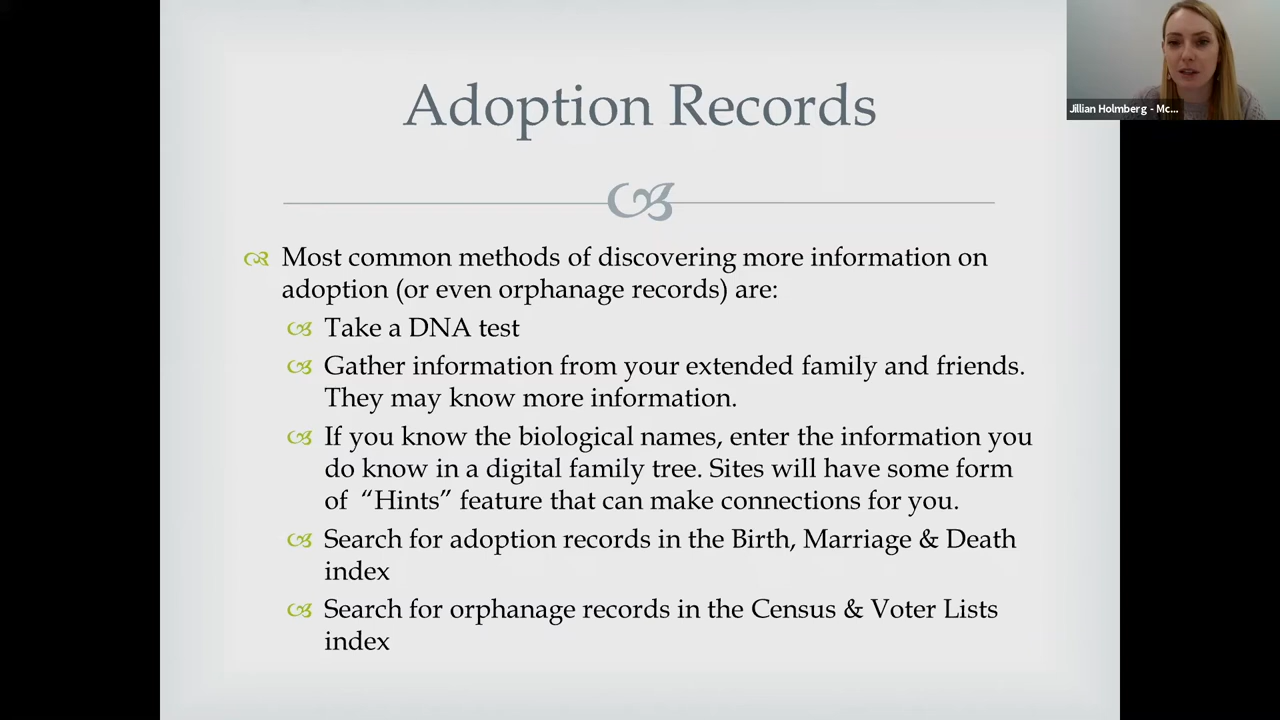 Adoption Records
Jillian Holmberg - Mc...
Most common methods of discovering more information on
adoption (or even orphanage records) are:
Take a DNA test
Gather information from your extended family and friends.
They may know more information.
If you know the biological names, enter the information you
do know in a digital family tree. Sites will have some form
of “Hints” feature that can make connections for you.
Search for adoption records in the Birth, Marriage & Death
index
Search for orphanage records in the Census & Voter Lists
index